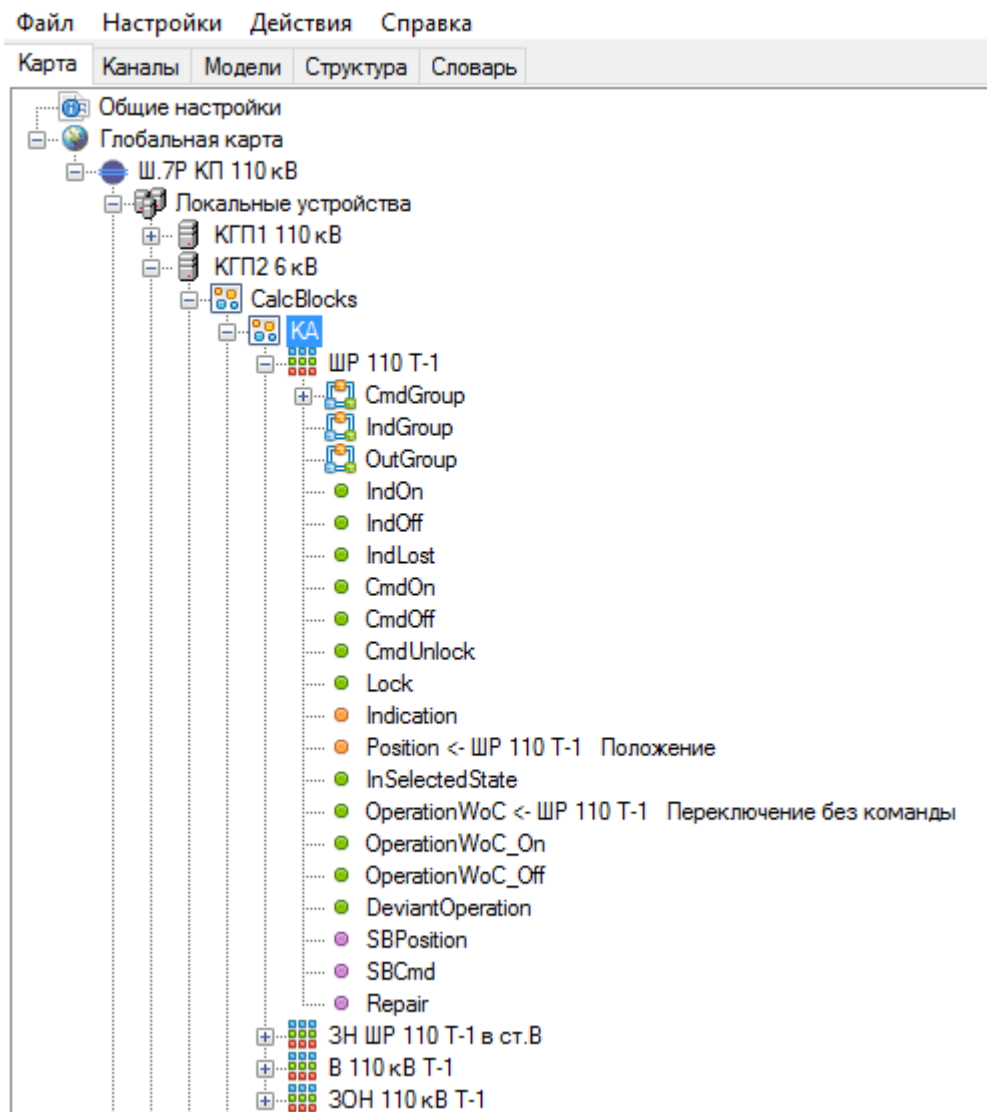 Файл Настройки Действия Справка
Карта Каналы Модели Структура Словарь
Общие настройки
Глобальная карта
Ш.7Р КП 110 кВ
Локальные устройства
КГП1 110 кВ
КГП2 6 кВ
CalcBlocks
КА
ШР 110 Т-1
CmdGroup
IndGroup
OutGroup
IndOn
IndOff
IndLost
CmdOn
CmdOff
CmdUnlock
Lock
Indication
Position <- ШР 110 Т-1 Положение
InSelectedState
OperationWoC <- ШР 110 Т-1 Переключение без команды
OperationWoC_On
OperationWoC_Off
DeviantOperation
SBPosition
SBCmd
Repair
ЗН ШР 110 Т-1 в ст.В
В 110 кВ Т-1
ЗОН 110 кВ Т-1